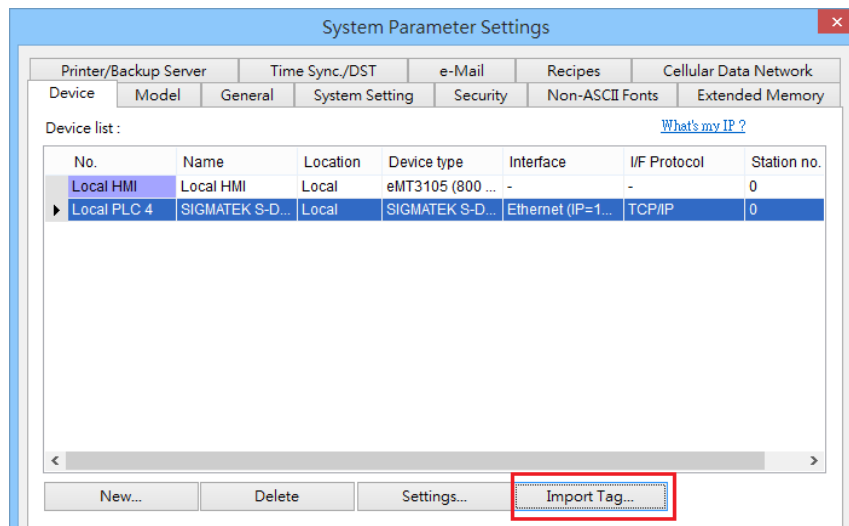 System Parameter Settings
Printer/Backup Server Time Sync./DST e-Mail Recipes Cellular Data Network
Device Model General System Setting Security Non-ASCII Fonts Extended Memory
Device list : What's my IP ?
No. Name Location Device type Interface I/F Protocol Station no.
Local HMI Local HMI Local eMT3105 (800 ... - - 0
Local PLC 4 SIGMATEK S-D... Local SIGMATEK S-D... Ethernet (IP=1... TCP/IP 0
New... Delete Settings... Import Tag...